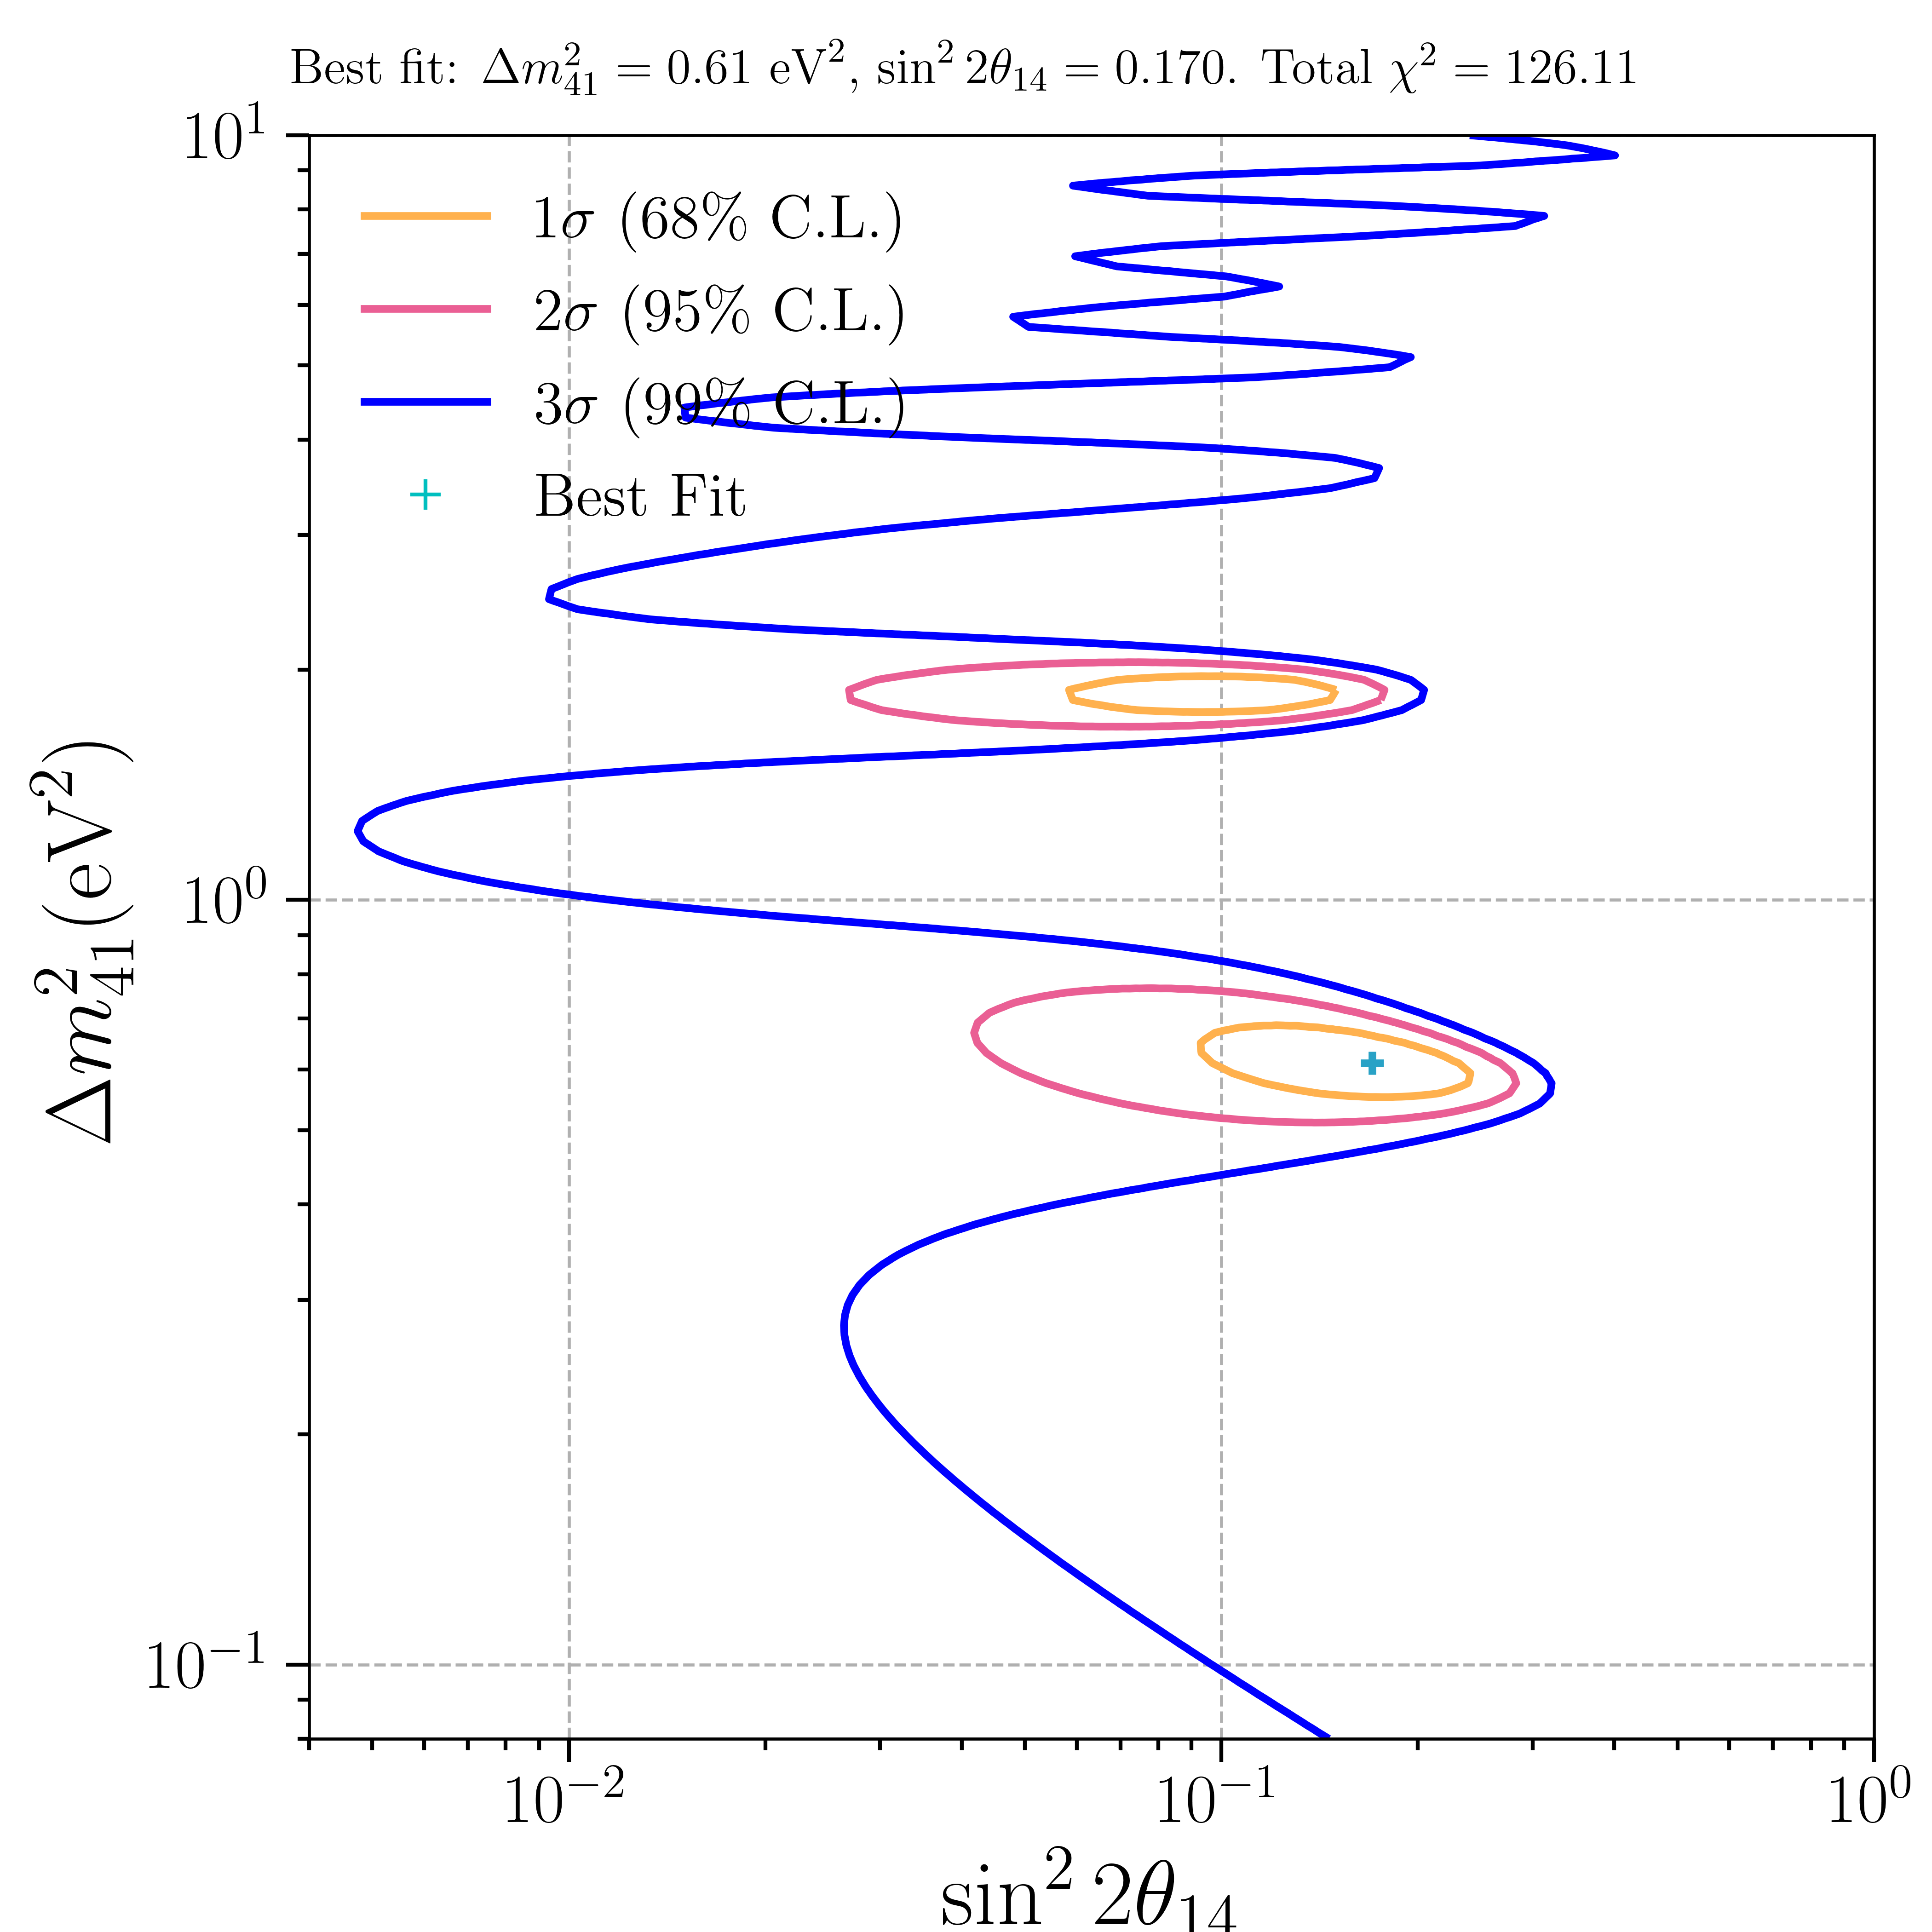 Best fit: Δm²₄₁ = 0.61 eV², sin² 2θ₁₄ = 0.170. Total χ² = 126.11
10¹
1σ (68% C.L.)
2σ (95% C.L.)
3σ (99% C.L.)
Best Fit
Δm²₄₁(eV²)
10⁰
10⁻¹
10⁻² 10⁻¹ 10⁰
sin² 2θ₁₄